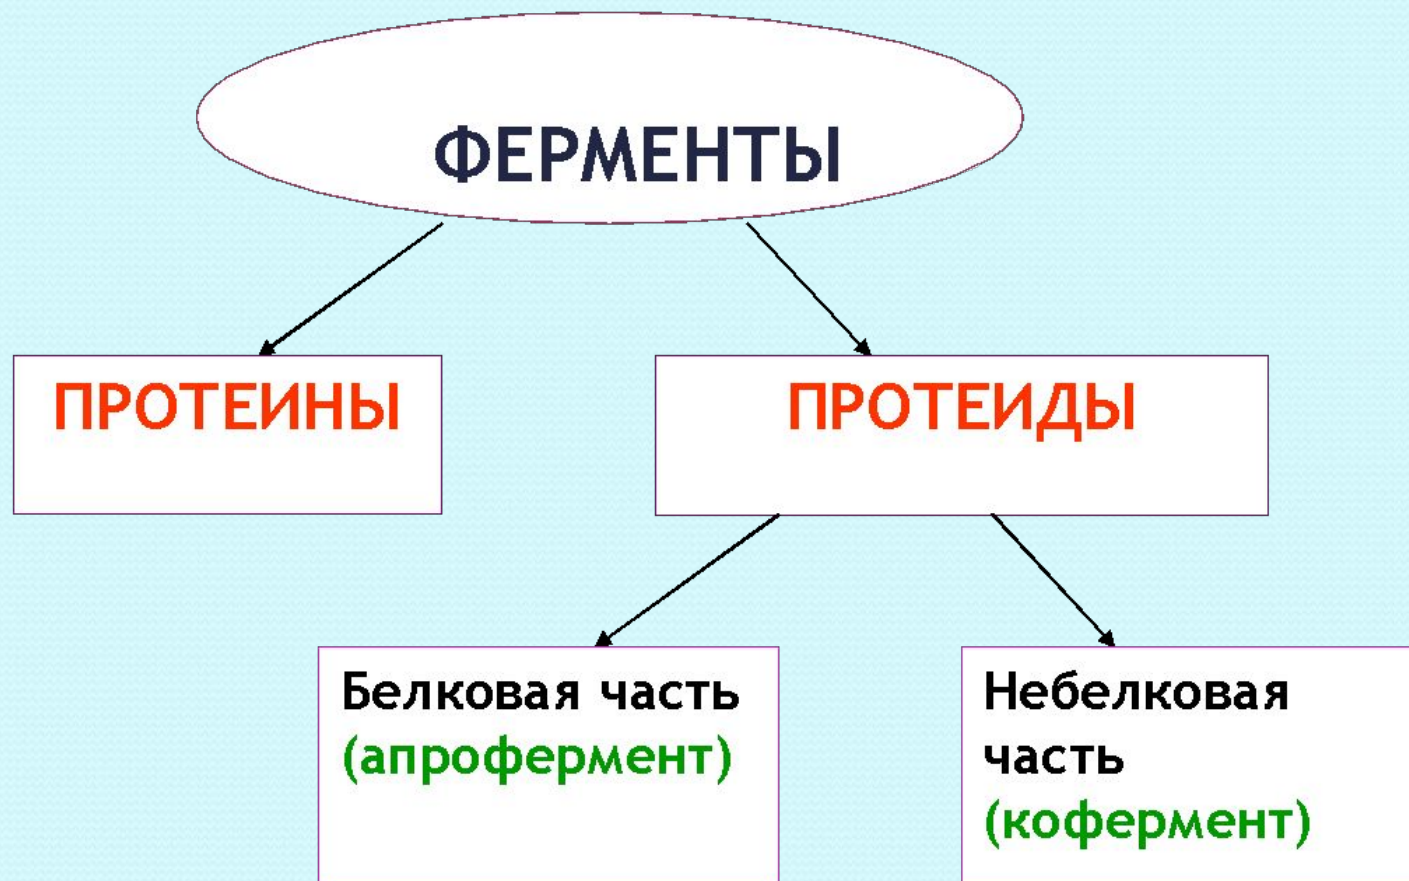 ФЕРМЕНТЫ
ПРОТЕИНЫ
ПРОТЕИДЫ
Белковая часть
(апрофермент)
Небелковая
часть
(кофермент)